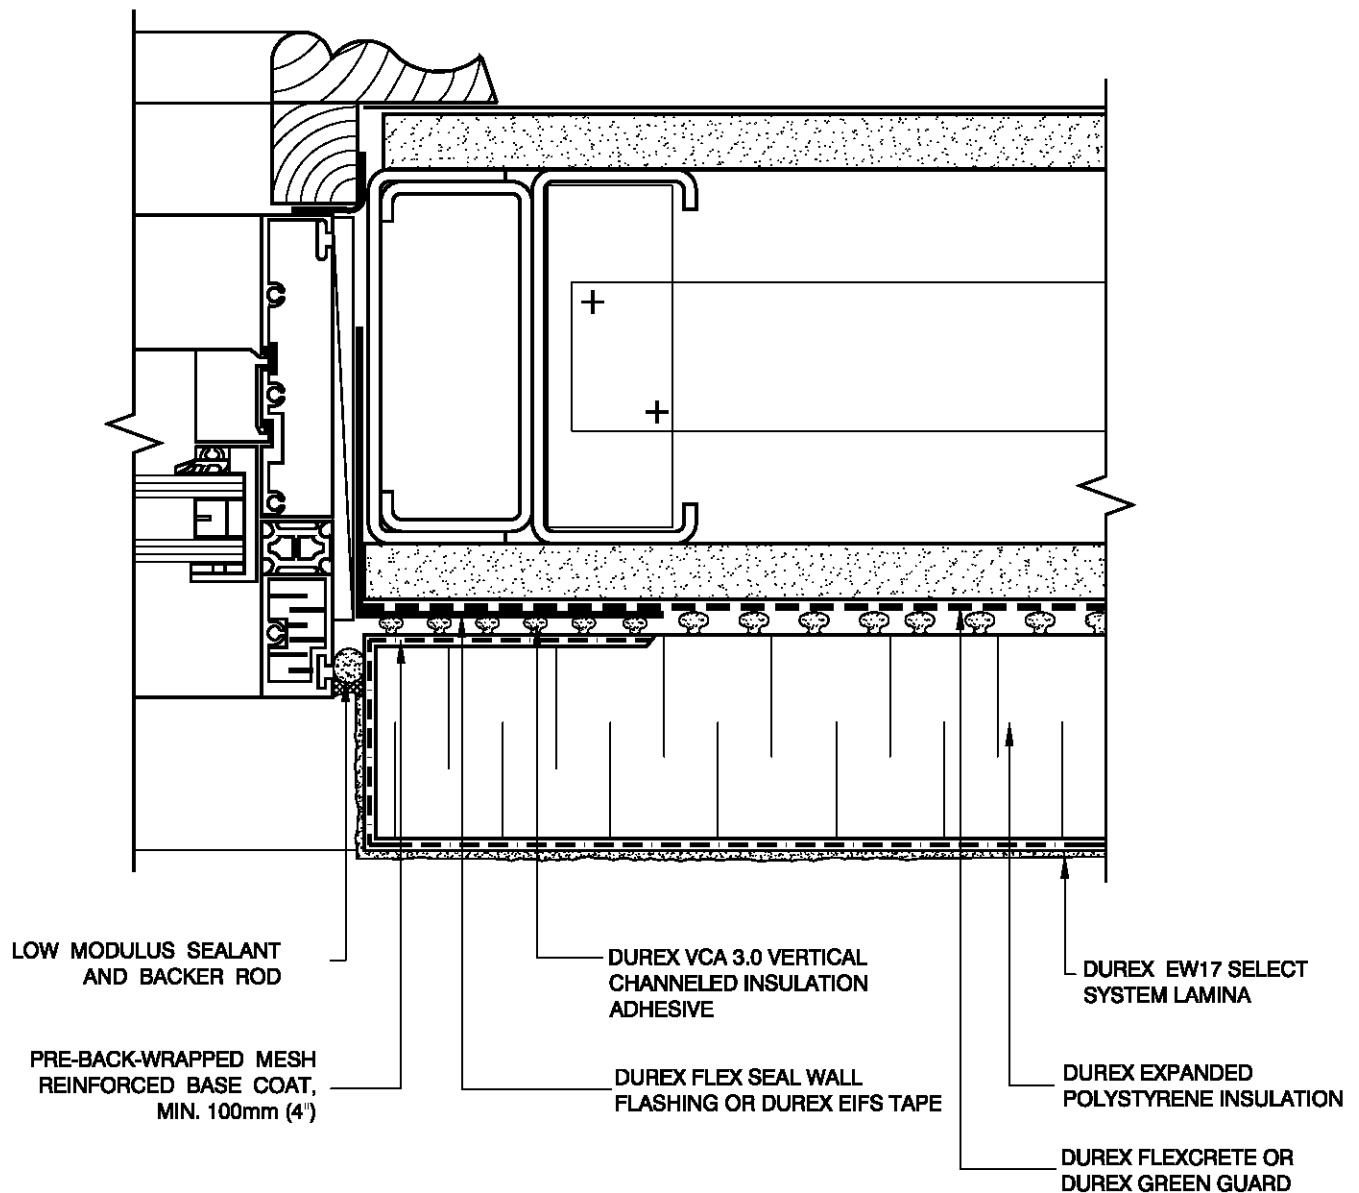 LOW MODULUS SEALANT
AND BACKER ROD
PRE-BACK-WRAPPED MESH
REINFORCED BASE COAT,
MIN. 100mm (4")
DUREX VCA 3.0 VERTICAL
CHANNELED INSULATION
ADHESIVE
DUREX FLEX SEAL WALL
FLASHING OR DUREX EIFS TAPE
DUREX EW17 SELECT
SYSTEM LAMINA
DUREX EXPANDED
POLYSTYRENE INSULATION
DUREX FLEXCRETE OR
DUREX GREEN GUARD